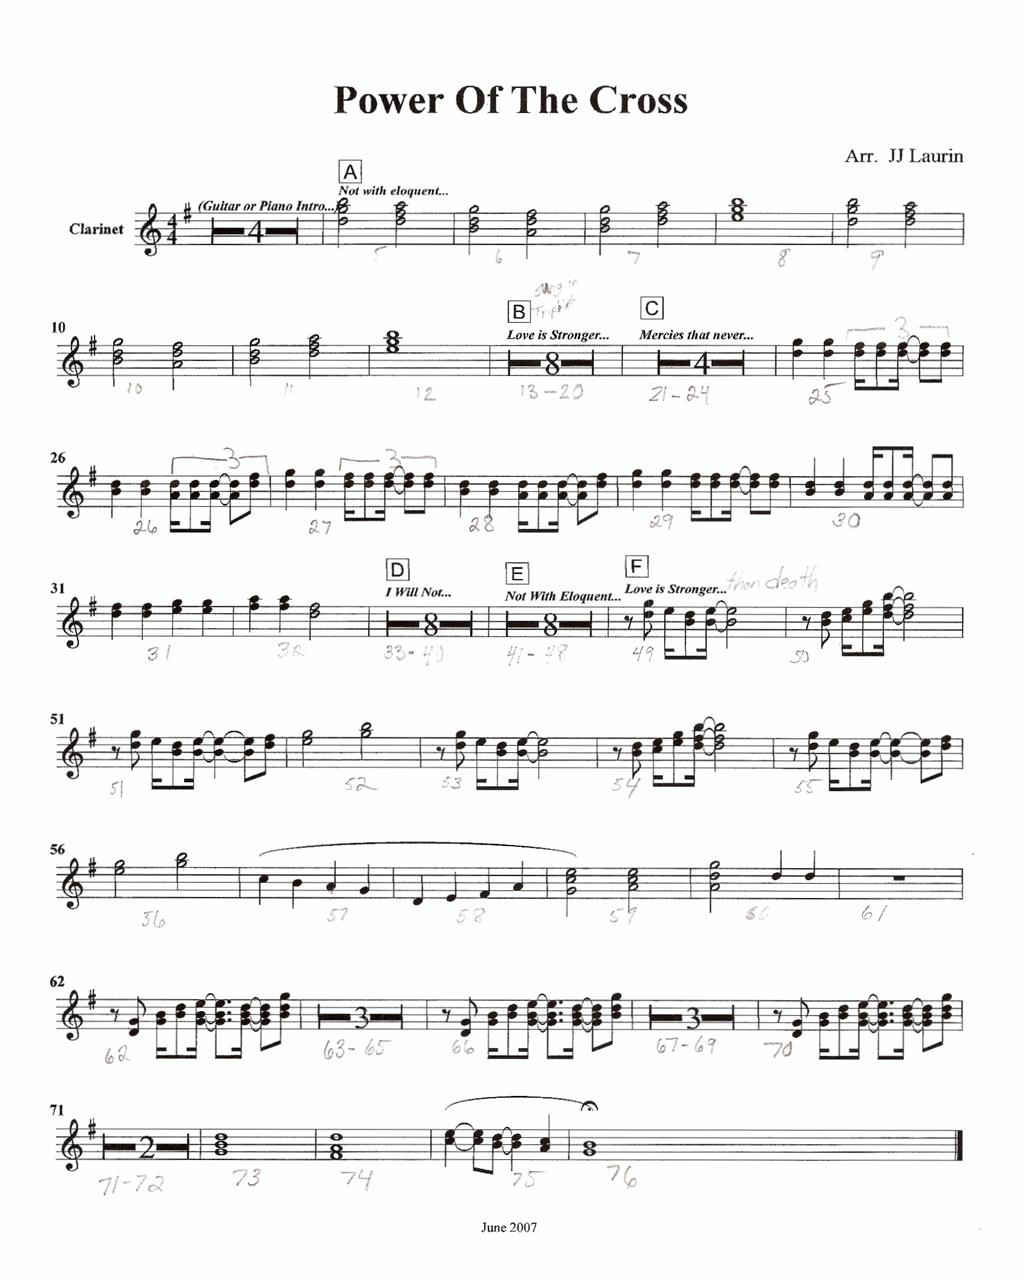 Power Of The Cross
Arr. JJ Laurin
A
Not with eloquent...
(Guitar or Piano Intro...)
Clarinet
4
5 6 7 8 9
sung in
Triplet
B C
10
Love is Stronger... Mercies that never...
3
8 4
10 11 12 13-20 21-24 25
26
3 3
26 27 28 29 30
D E F
31
I Will Not... Not With Eloquent... Love is Stronger... than death
8 8
31 32 33-40 41-48 49 50
51
51 52 53 54 55
56
56 57 58 59 60 61
62
3 3
62 63-65 66 67-69 70
71
2
71-72 73 74 75 76
June 2007